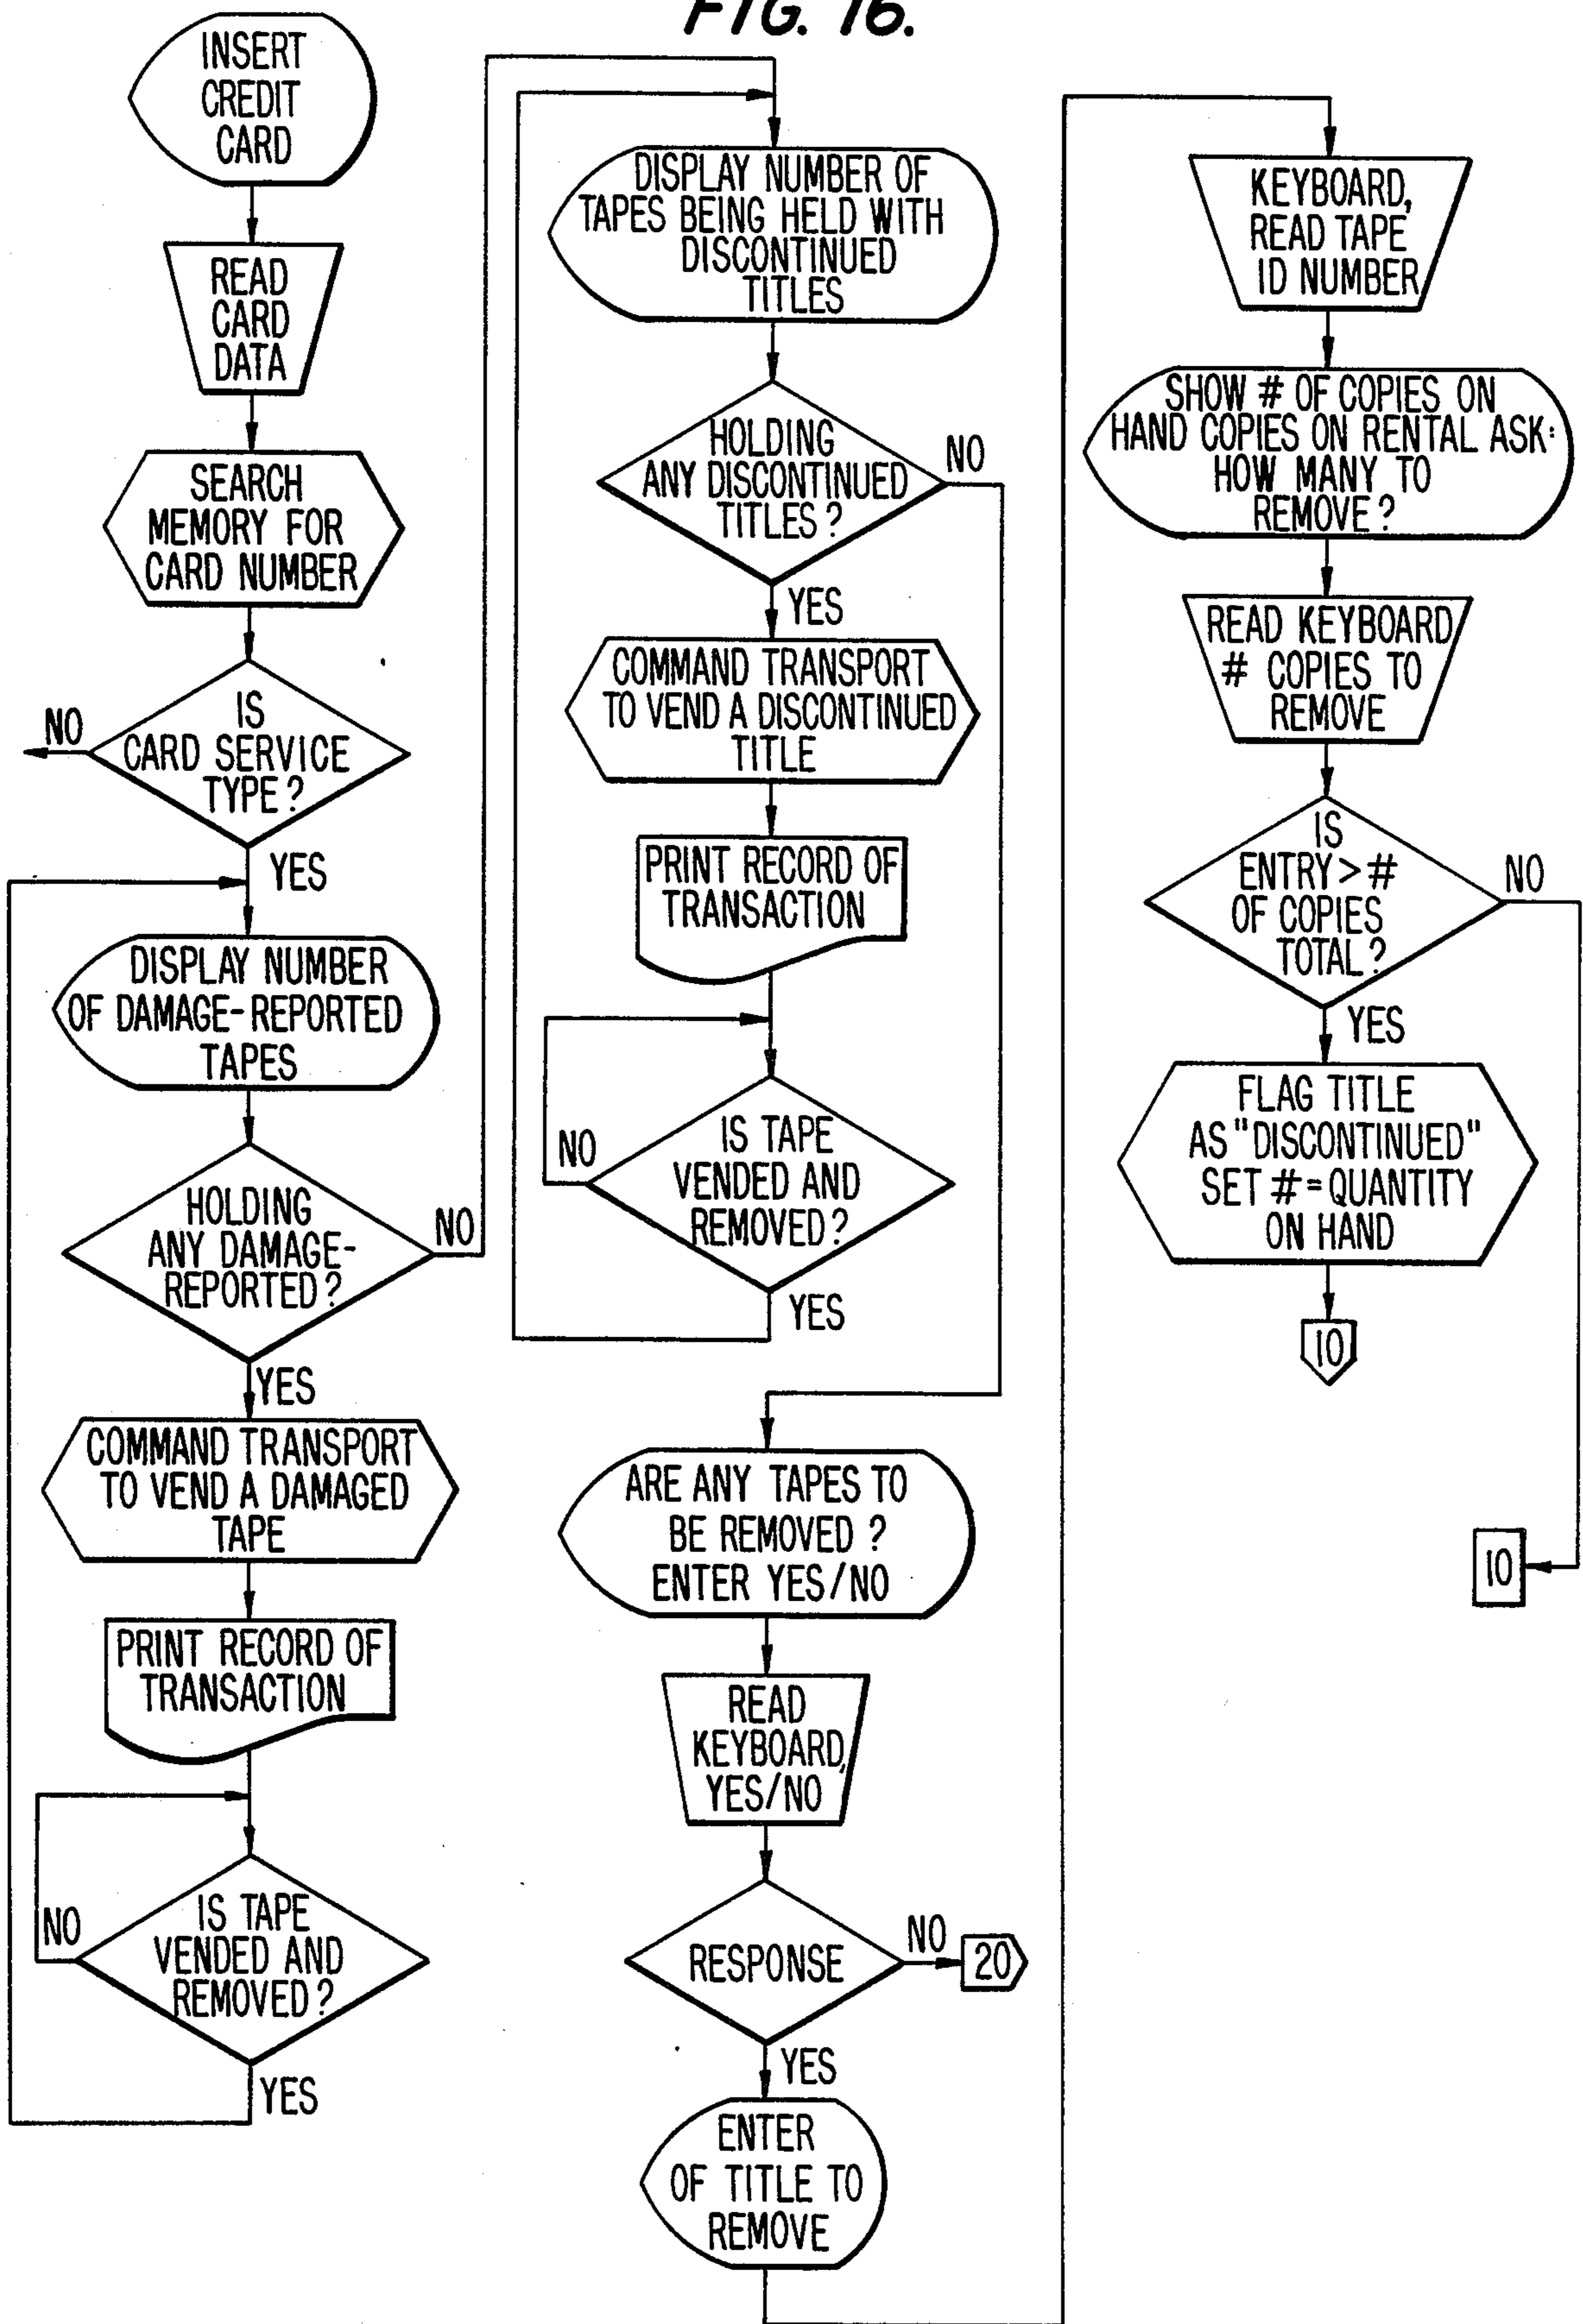 FIG. 16.
INSERT
CREDIT
CARD
READ
CARD
DATA
SEARCH
MEMORY FOR
CARD NUMBER
IS
CARD SERVICE
TYPE?
NO
YES
DISPLAY NUMBER
OF DAMAGE-REPORTED
TAPES
HOLDING
ANY DAMAGE-
REPORTED?
NO
YES
COMMAND TRANSPORT
TO VEND A DAMAGED
TAPE
PRINT RECORD OF
TRANSACTION
IS TAPE
VENDED AND
REMOVED?
NO
YES
DISPLAY NUMBER OF
TAPES BEING HELD WITH
DISCONTINUED
TITLES
HOLDING
ANY DISCONTINUED
TITLES?
NO
YES
COMMAND TRANSPORT
TO VEND A DISCONTINUED
TITLE
PRINT RECORD OF
TRANSACTION
IS TAPE
VENDED AND
REMOVED?
NO
YES
ARE ANY TAPES TO
BE REMOVED?
ENTER YES/NO
READ
KEYBOARD,
YES/NO
RESPONSE
NO
20
YES
ENTER
OF TITLE TO
REMOVE
KEYBOARD,
READ TAPE
ID NUMBER
SHOW # OF COPIES ON
HAND COPIES ON RENTAL ASK:
HOW MANY TO
REMOVE?
READ KEYBOARD
# COPIES TO
REMOVE
IS
ENTRY > #
OF COPIES
TOTAL?
NO
YES
FLAG TITLE
AS "DISCONTINUED"
SET # = QUANTITY
ON HAND
10
10